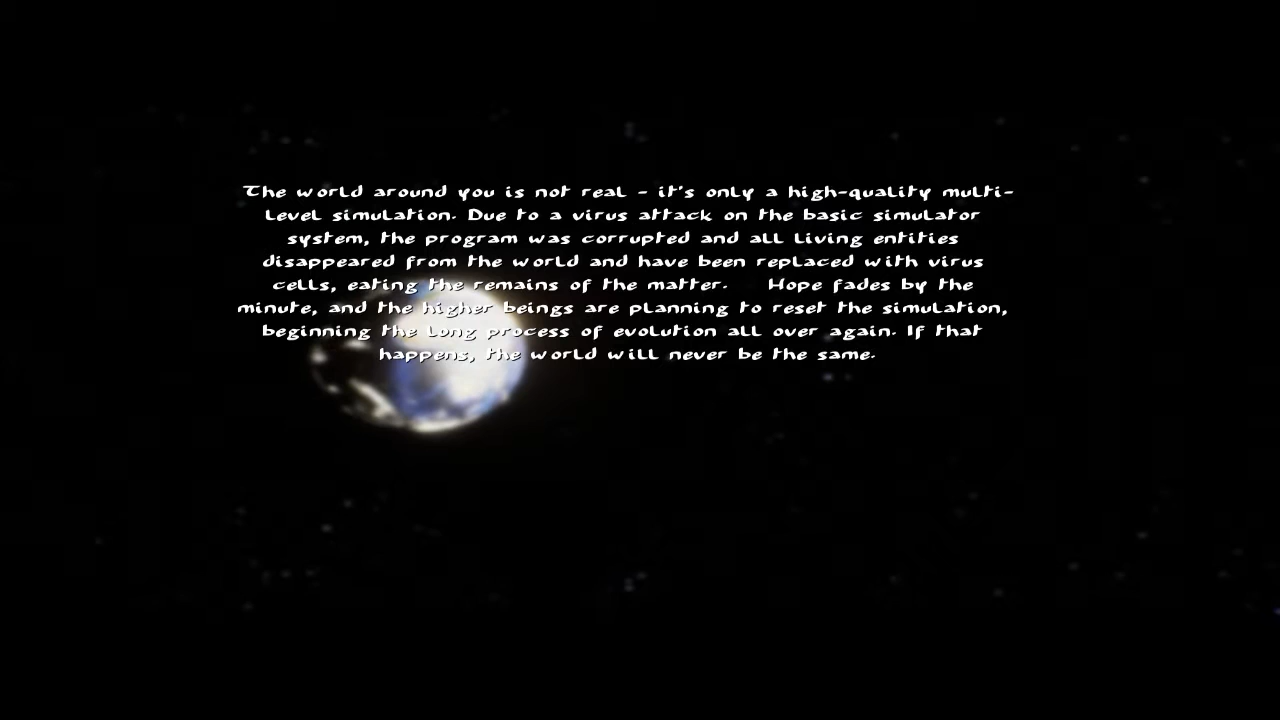 The world around you is not real - it's only a high-quality multi-
level simulation. Due to a virus attack on the basic simulator
system, the program was corrupted and all living entities
disappeared from the world and have been replaced with virus
cells, eating the remains of the matter. Hope fades by the
minute, and the higher beings are planning to reset the simulation,
beginning the long process of evolution all over again. If that
happens, the world will never be the same.